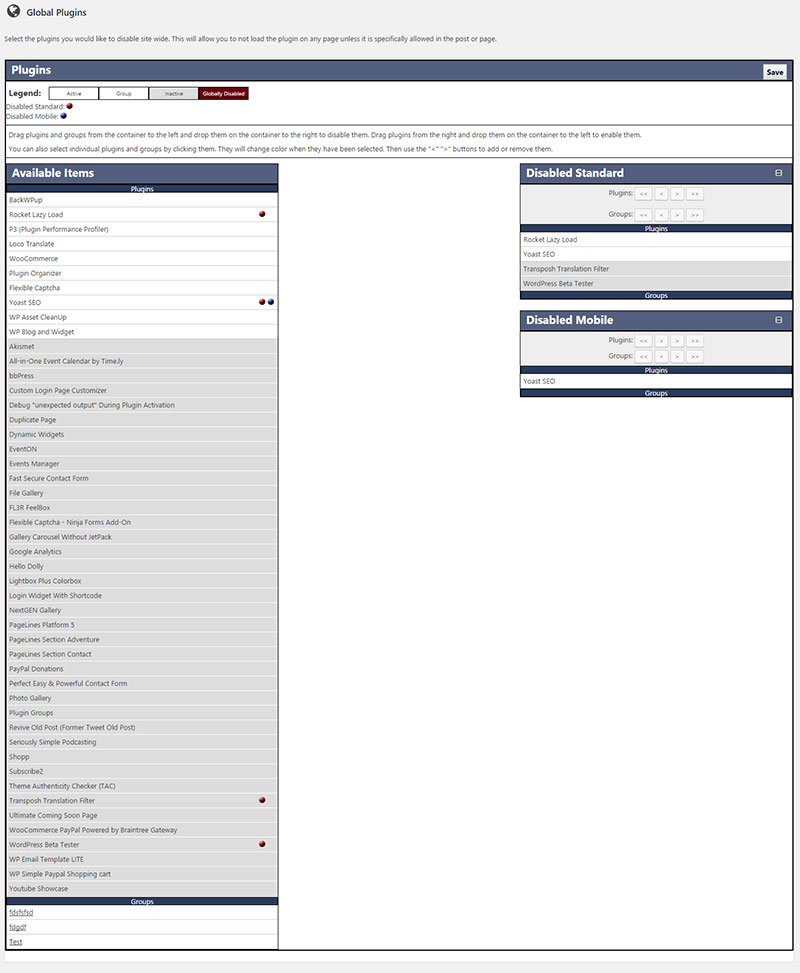 Global Plugins
Select the plugins you would like to disable site wide. This will allow you to not load the plugin on any page unless it is specifically allowed in the post or page.
Plugins
Save
Legend: Active Group Inactive Globally Disabled
Disabled Standard:
Disabled Mobile:
Drag plugins and groups from the container to the left and drop them on the container to the right to disable them. Drag plugins from the right and drop them on the container to the left to enable them.
You can also select individual plugins and groups by clicking them. They will change color when they have been selected. Then use the "<" ">" buttons to add or remove them.
Available Items
Plugins
BackWPup
Rocket Lazy Load
P3 (Plugin Performance Profiler)
Loco Translate
WooCommerce
Plugin Organizer
Flexible Captcha
Yoast SEO
WP Asset CleanUp
WP Blog and Widget
Akismet
All-in-One Event Calendar by Time.ly
bbPress
Custom Login Page Customizer
Debug "unexpected output" During Plugin Activation
Duplicate Page
Dynamic Widgets
EventON
Events Manager
Fast Secure Contact Form
File Gallery
FL3R FeelBox
Flexible Captcha - Ninja Forms Add-On
Gallery Carousel Without JetPack
Google Analytics
Hello Dolly
Lightbox Plus Colorbox
Login Widget With Shortcode
NextGEN Gallery
PageLines Platform 5
PageLines Section Adventure
PageLines Section Contact
PayPal Donations
Perfect Easy & Powerful Contact Form
Photo Gallery
Plugin Groups
Revive Old Post (Former Tweet Old Post)
Seriously Simple Podcasting
Shopp
Subscribe2
Theme Authenticity Checker (TAC)
Transposh Translation Filter
Ultimate Coming Soon Page
WooCommerce PayPal Powered by Braintree Gateway
WordPress Beta Tester
WP Email Template LITE
WP Simple Paypal Shopping cart
Youtube Showcase
Groups
fdsfsfsd
fdgdf
Test
Disabled Standard
Plugins: << < > >>
Groups: << < > >>
Plugins
Rocket Lazy Load
Yoast SEO
Transposh Translation Filter
WordPress Beta Tester
Groups
Disabled Mobile
Plugins: << < > >>
Groups: << < > >>
Plugins
Yoast SEO
Groups